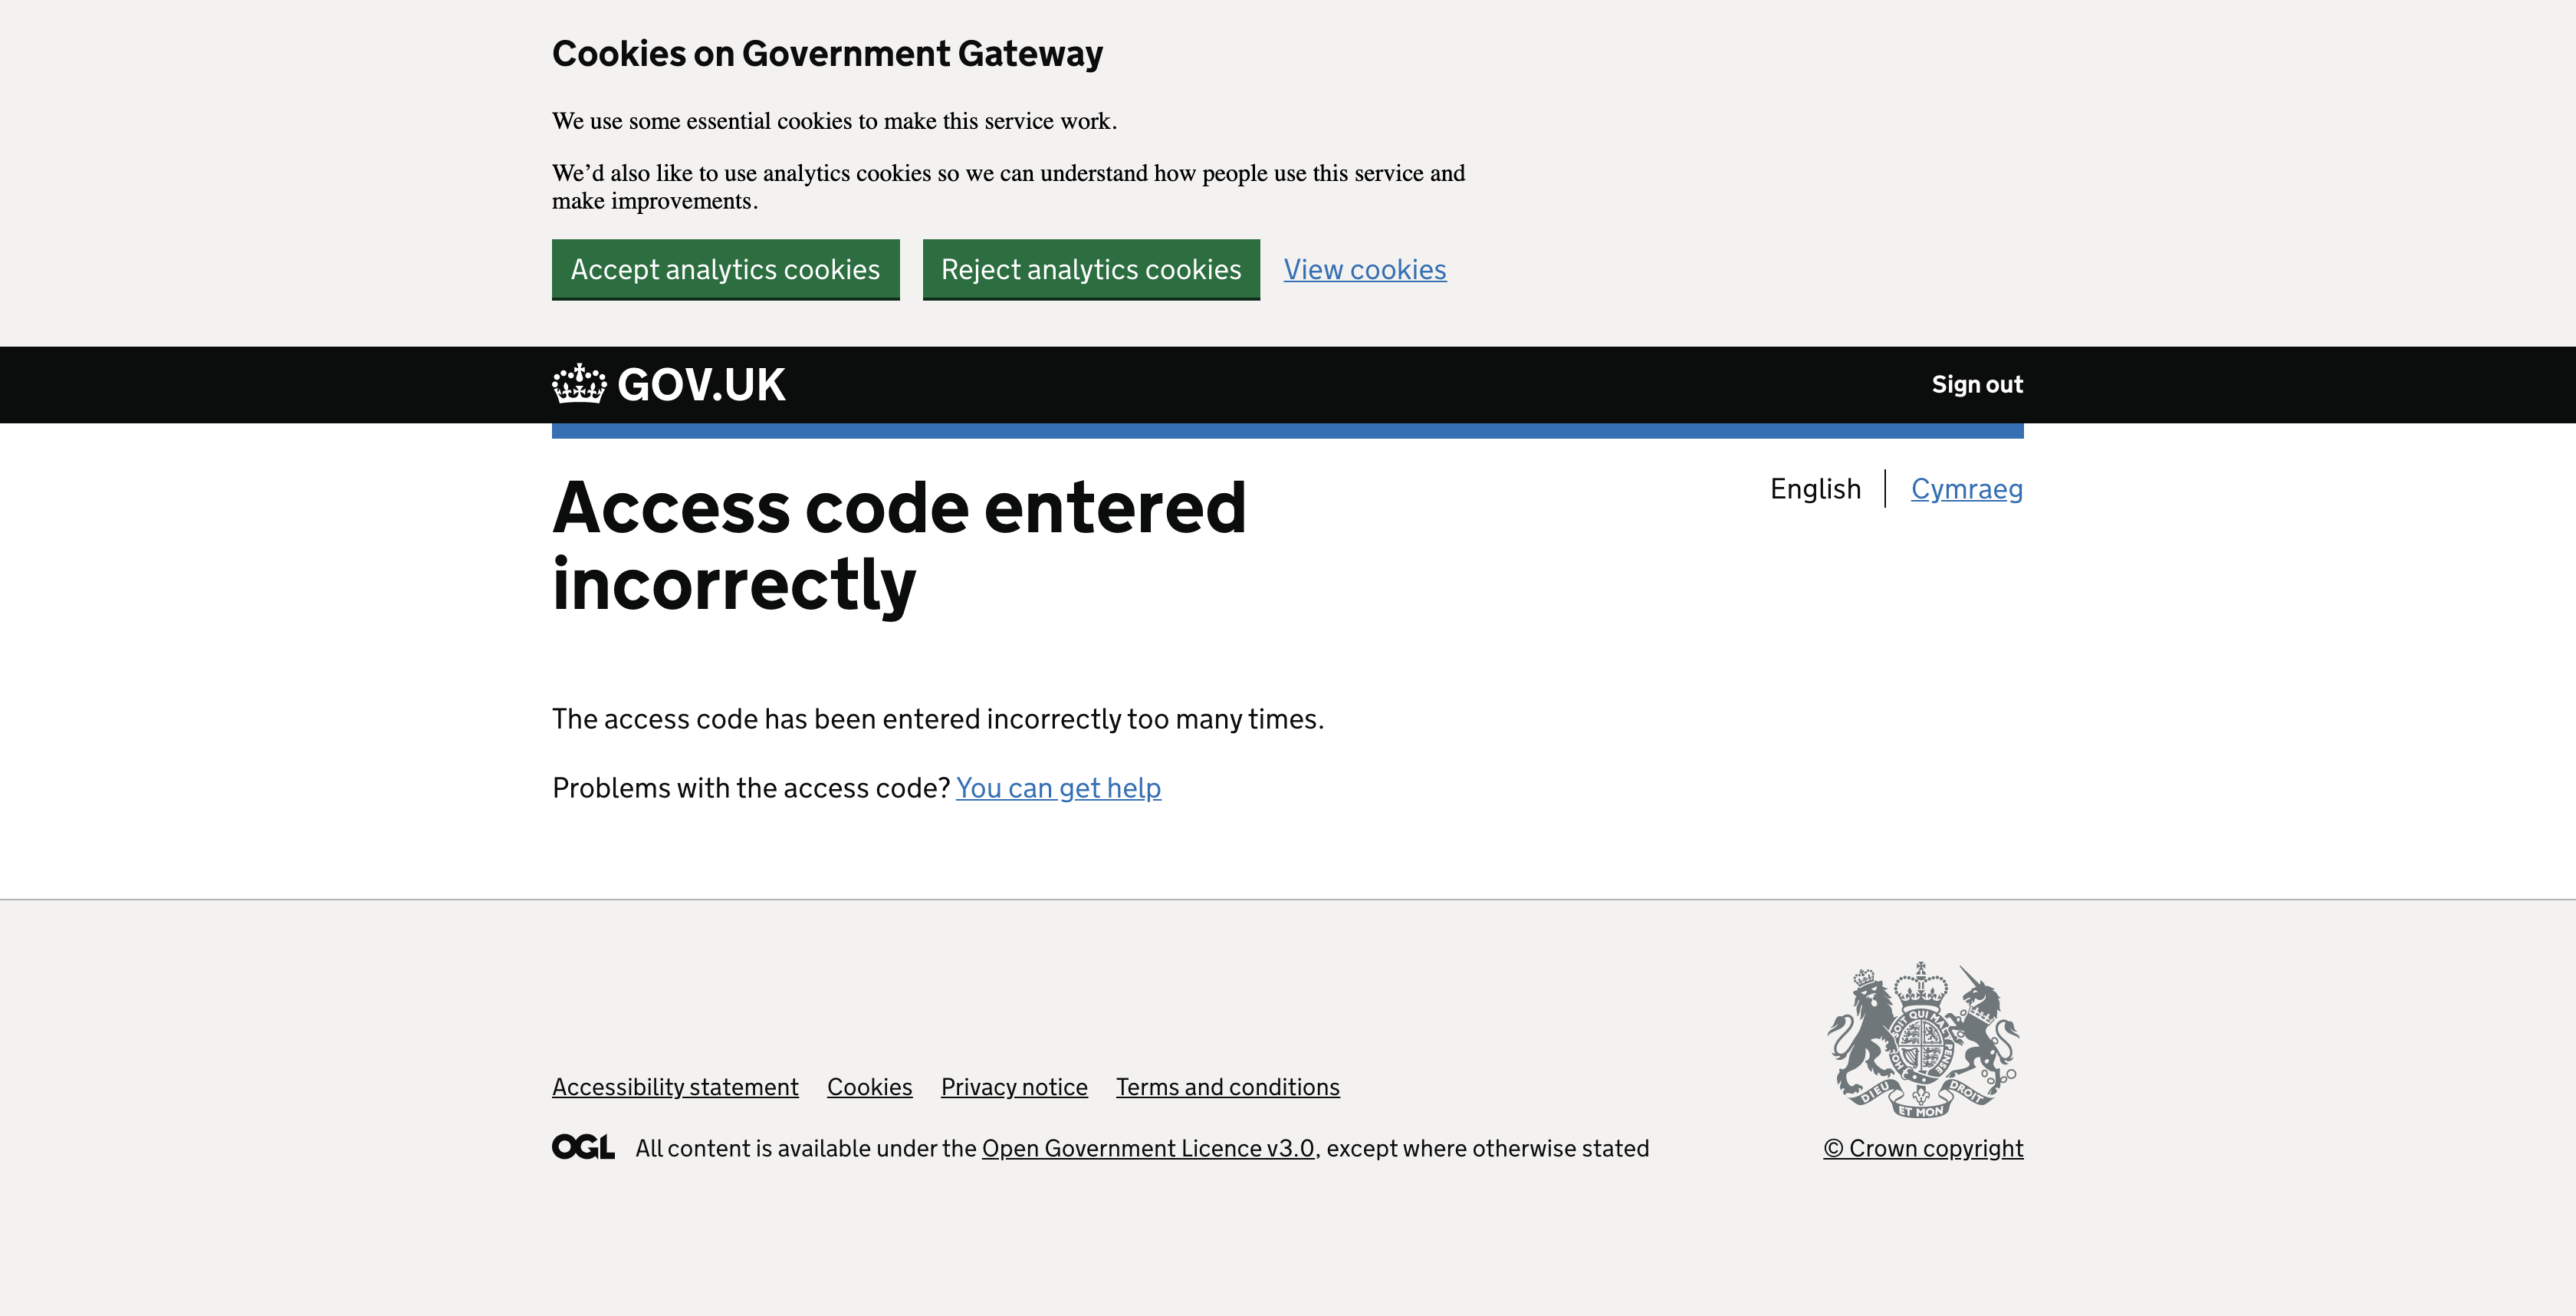 Cookies on Government Gateway
We use some essential cookies to make this service work.
We’d also like to use analytics cookies so we can understand how people use this service and
make improvements.
Accept analytics cookies
Reject analytics cookies
View cookies
GOV.UK
Sign out
English
Cymraeg
Access code entered
incorrectly
The access code has been entered incorrectly too many times.
Problems with the access code? You can get help
Accessibility statement
Cookies
Privacy notice
Terms and conditions
OGL
All content is available under the Open Government Licence v3.0, except where otherwise stated
SOIT QUI MAL Y PENSE
DIEU ET MON DROIT
© Crown copyright